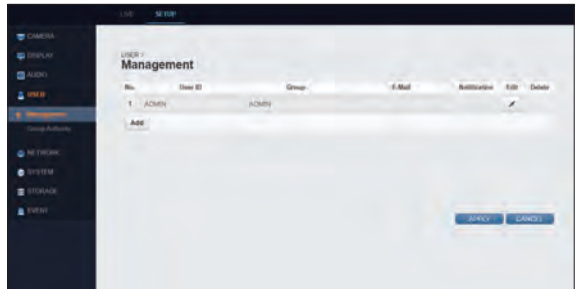 LIVE SETUP
CAMERA
DISPLAY
AUDIO
USER
Management
Group Authority
NETWORK
SYSTEM
STORAGE
EVENT
USER >
Management
No. User ID Group E-Mail Notification Edit Delete
1 ADMIN ADMIN
Add
APPLY CANCEL